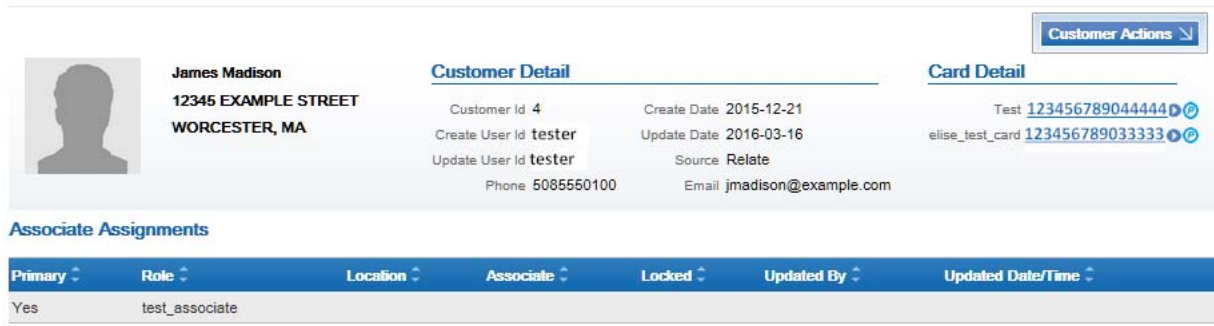 Customer Actions
James Madison
12345 EXAMPLE STREET
WORCESTER, MA
Customer Detail
Customer Id 4 Create Date 2015-12-21
Create User Id tester Update Date 2016-03-16
Update User Id tester Source Relate
Phone 5085550100 Email jmadison@example.com
Card Detail
Test 123456789044444 P
elise_test_card 123456789033333 P
Associate Assignments
Primary Role Location Associate Locked Updated By Updated Date/Time
Yes test_associate